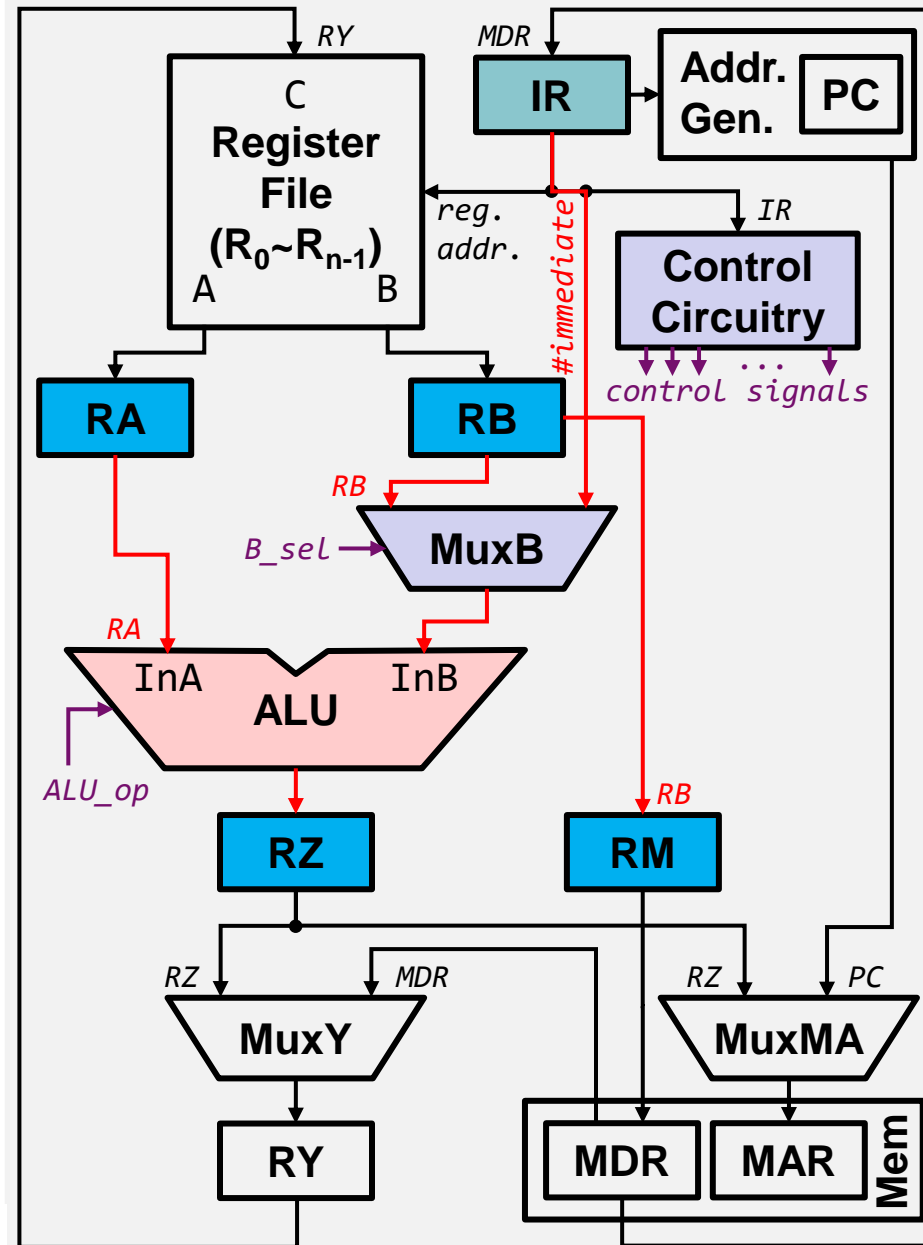 RY
MDR
C
Register
File
(R0~Rn-1)
A
B
IR
Addr.
Gen.
PC
reg.
addr.
#immediate
IR
Control
Circuitry
...
control signals
RA
RB
RB
B_sel
MuxB
RA
InA
InB
ALU
ALU_op
RB
RZ
RM
RZ
MDR
RZ
PC
MuxY
MuxMA
RY
MDR
MAR
Mem